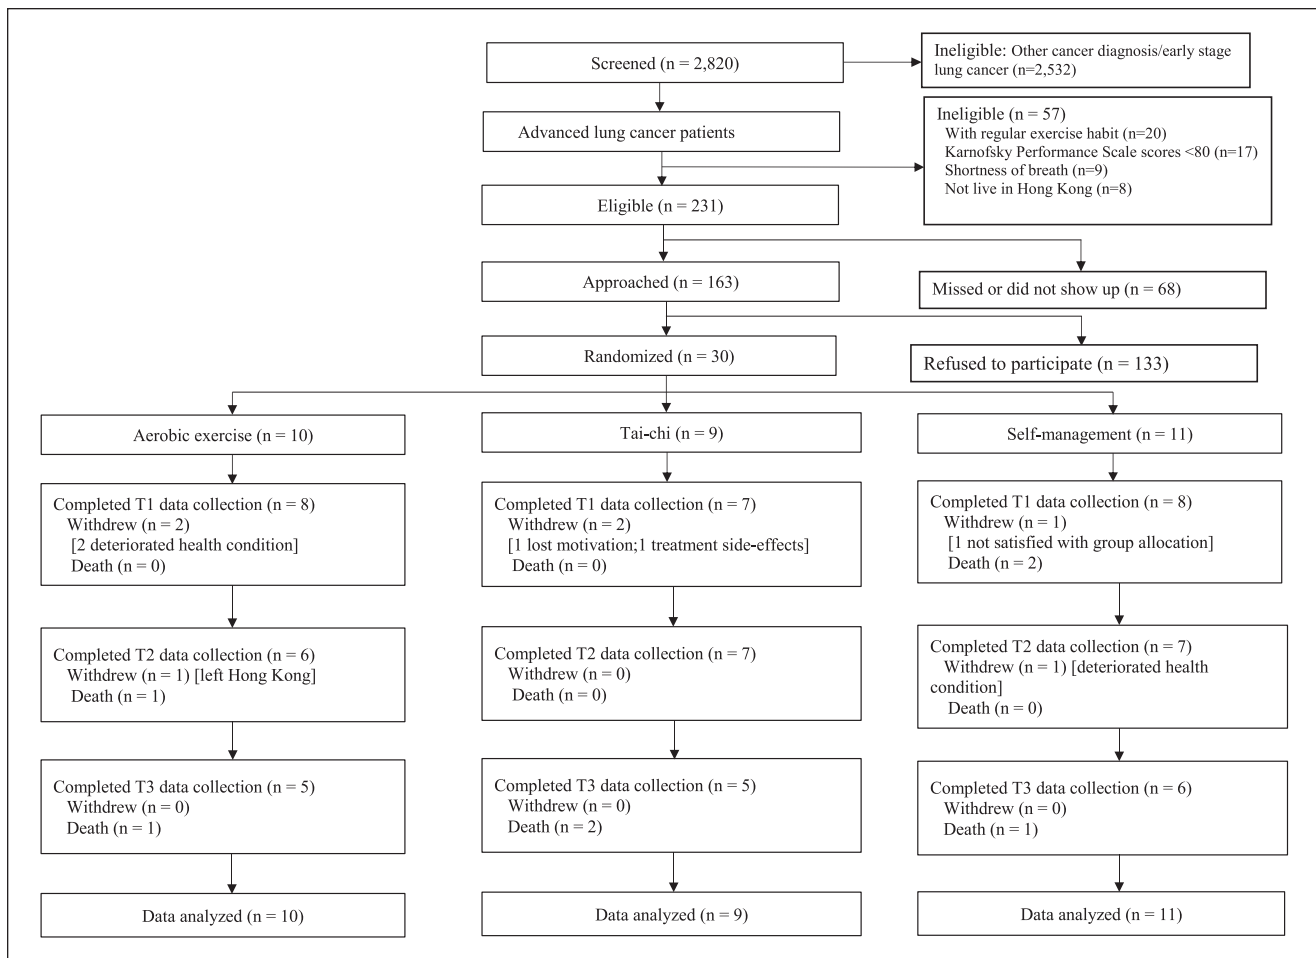 Screened (n = 2,820)
Ineligible: Other cancer diagnosis/early stage
lung cancer (n=2,532)
Advanced lung cancer patients
Ineligible (n = 57)
With regular exercise habit (n=20)
Karnofsky Performance Scale scores <80 (n=17)
Shortness of breath (n=9)
Not live in Hong Kong (n=8)
Eligible (n = 231)
Approached (n = 163)
Missed or did not show up (n = 68)
Randomized (n = 30)
Refused to participate (n = 133)
Aerobic exercise (n = 10)
Tai-chi (n = 9)
Self-management (n = 11)
Completed T1 data collection (n = 8)
Withdrew (n = 2)
[2 deteriorated health condition]
Death (n = 0)
Completed T1 data collection (n = 7)
Withdrew (n = 2)
[1 lost motivation;1 treatment side-effects]
Death (n = 0)
Completed T1 data collection (n = 8)
Withdrew (n = 1)
[1 not satisfied with group allocation]
Death (n = 2)
Completed T2 data collection (n = 6)
Withdrew (n = 1) [left Hong Kong]
Death (n = 1)
Completed T2 data collection (n = 7)
Withdrew (n = 0)
Death (n = 0)
Completed T2 data collection (n = 7)
Withdrew (n = 1) [deteriorated health
condition]
Death (n = 0)
Completed T3 data collection (n = 5)
Withdrew (n = 0)
Death (n = 1)
Completed T3 data collection (n = 5)
Withdrew (n = 0)
Death (n = 2)
Completed T3 data collection (n = 6)
Withdrew (n = 0)
Death (n = 1)
Data analyzed (n = 10)
Data analyzed (n = 9)
Data analyzed (n = 11)